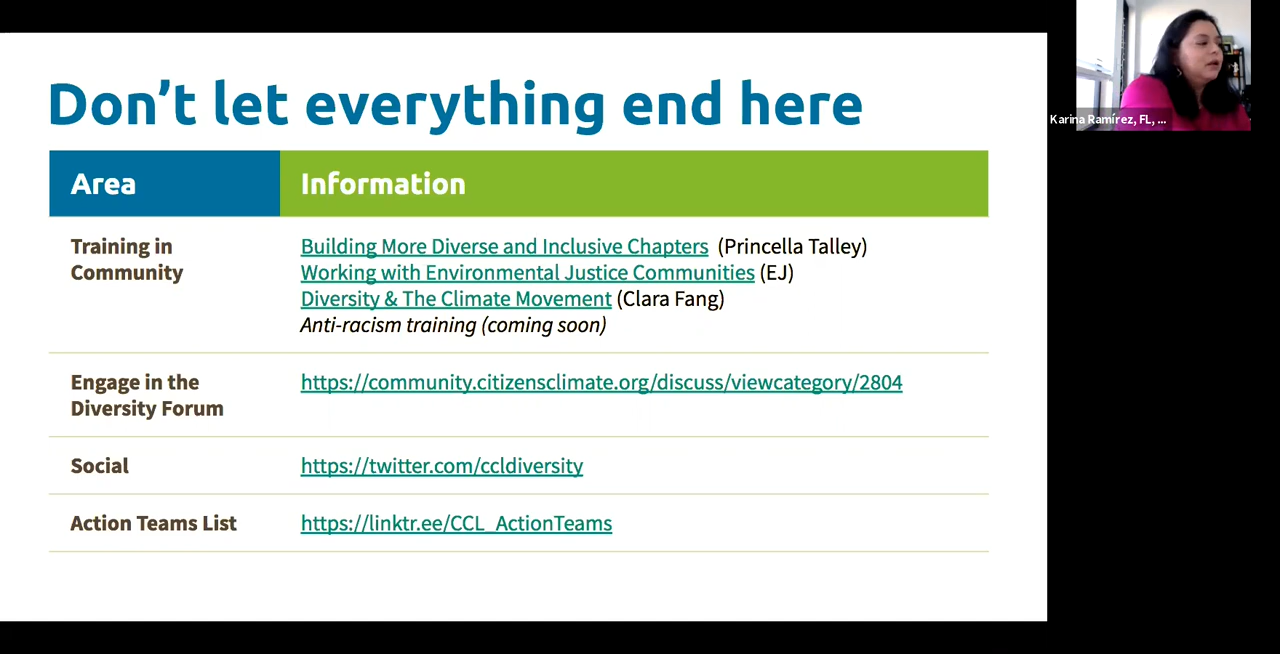 Don't let everything end here
Area
Information
Training in
Community
Building More Diverse and Inclusive Chapters (Princella Talley)
Working with Environmental Justice Communities (EJ)
Diversity & The Climate Movement (Clara Fang)
Anti-racism training (coming soon)
Engage in the
Diversity Forum
https://community.citizensclimate.org/discuss/viewcategory/2804
Social
https://twitter.com/ccldiversity
Action Teams List
https://linktr.ee/CCL_ActionTeams
Karina Ramírez, FL, ...